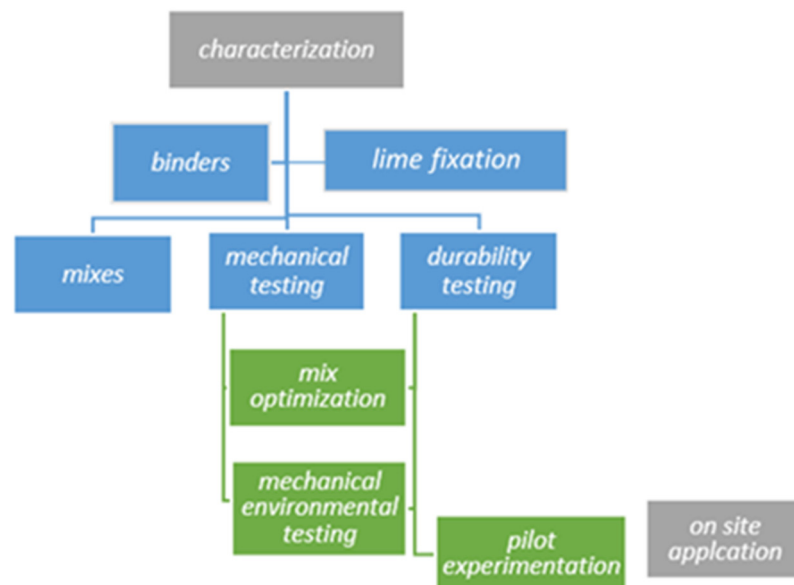 characterization
binders
lime fixation
mixes
mechanical
testing
durability
testing
mix
optimization
mechanical
environmental
testing
pilot
experimentation
on site
applcation